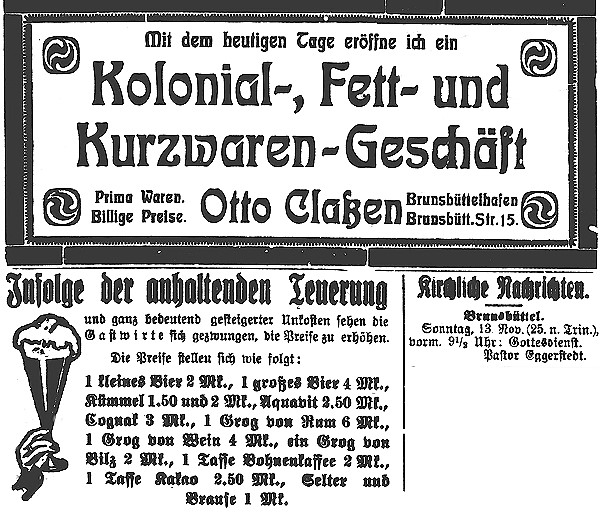 Mit dem heutigen Tage eröffne ich ein
Kolonial-, Fett- und
Kurzwaren-Geschäft
Prima Waren.
Billige Preise.
Otto Claßen
Brunsbüttelhafen
Brunsbütt.Str.15.
Infolge der anhaltenden Teuerung
und ganz bedeutend gesteigerter Unkosten sehen die
Gastwirte sich gezwungen, die Preise zu erhöhen.
Die Preise stellen sich wie folgt:
1 kleines Bier 2 Mk., 1 großes Bier 4 Mk.,
Kümmel 1.50 und 2 Mk., Aquavit 2.50 Mk.,
Cognak 3 Mk., 1 Grog von Rum 6 Mk.,
1 Grog von Wein 4 Mk., ein Grog von
Bilz 2 Mk., 1 Tasse Bohnenkaffee 2 Mk.,
1 Tasse Kakao 2.50 Mk., Selter und
Brause 1 Mk.
Kirchliche Nachrichten.
Brunsbüttel.
Sonntag, 13. Nov. (25. n. Trin.),
vorm. 9½ Uhr: Gottesdienst.
Pastor Eggerstedt.